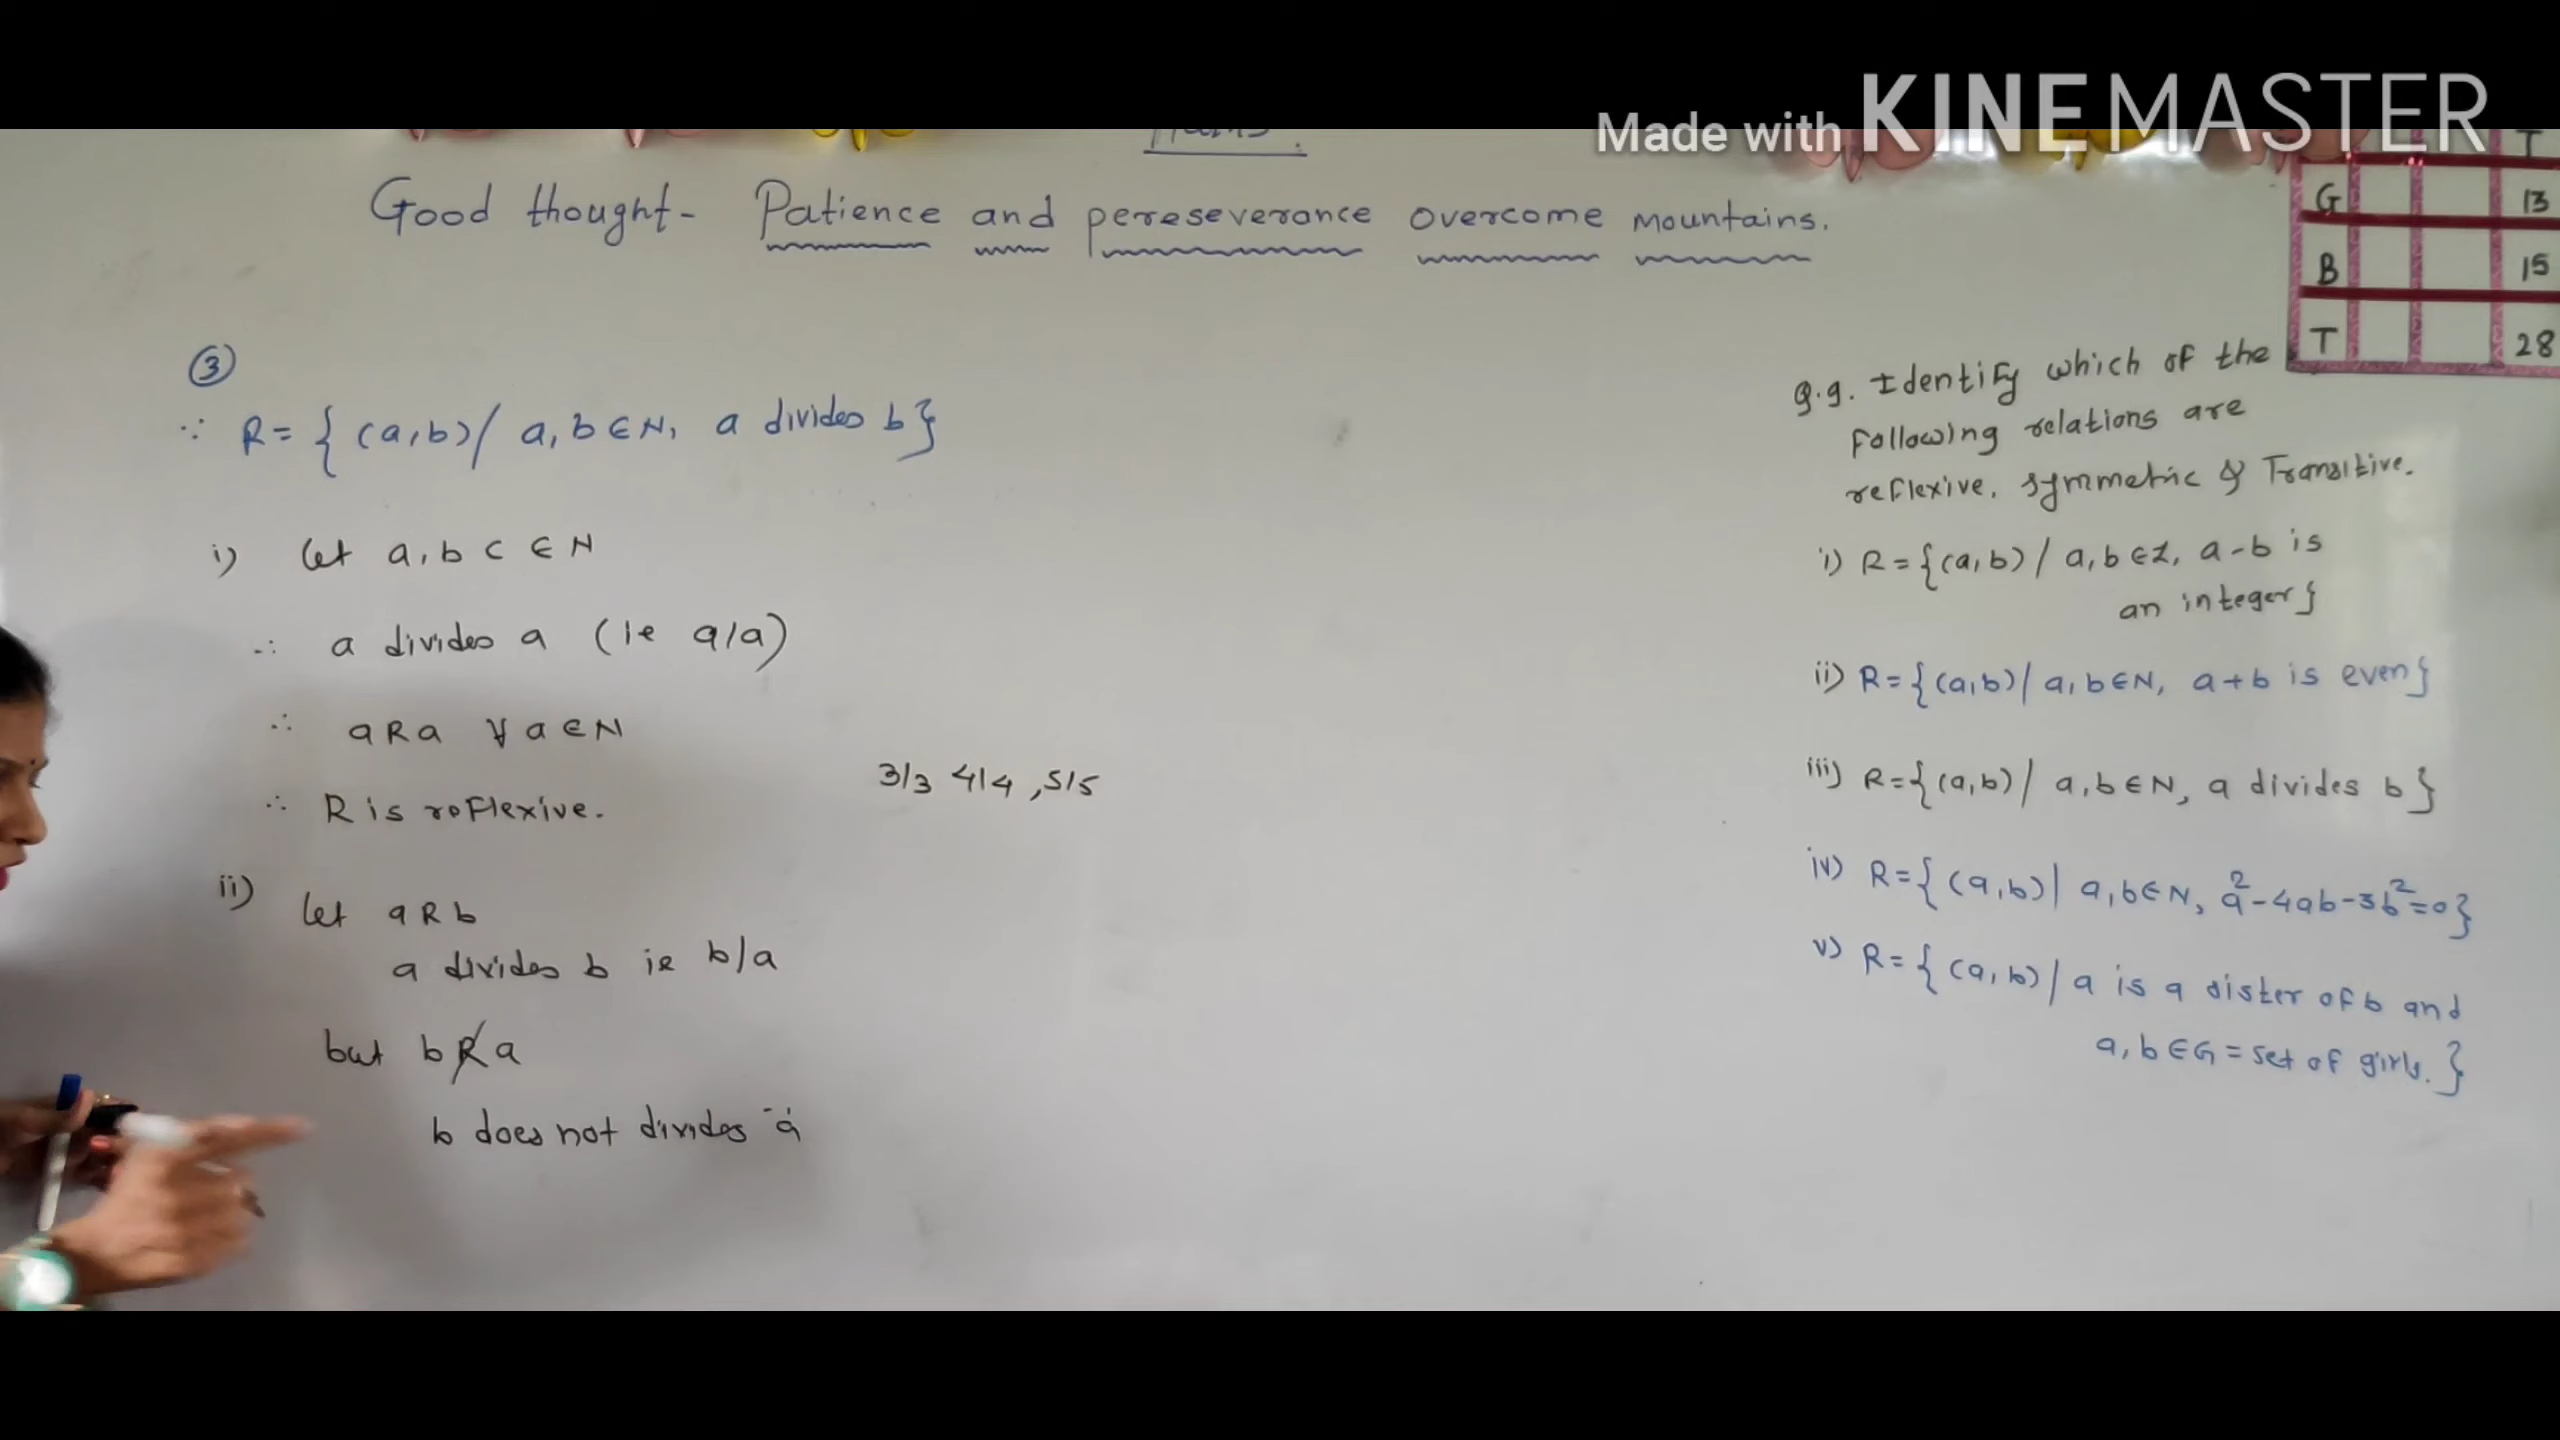 Made with KINEMASTER
Good thought- Patience and pereseverance overcome mountains.
T
G 13
B 15
T 28
③
∵ R = { (a,b) / a, b ∈ N, a divides b}
i) let a, b c ∈ N
∴ a divides a (ie a/a)
∴ a R a ∀ a ∈ N
∴ R is reflexive.
3/3 4/4 , 5/5
ii) let a R b
a divides b ie b/a
but b R̸ a
b does not divides a
Q.9. Identify which of the
following relations are
reflexive, symmetric & Transitive.
i) R = {(a,b) / a, b ∈ Z, a - b is
an integer}
ii) R = {(a,b) / a, b ∈ N, a + b is even}
iii) R = {(a,b) / a, b ∈ N, a divides b}
iv) R = { (a,b) | a, b ∈ N, a² - 4ab - 3b² = 0}
v) R = { (a,b) / a is a sister of b and
a, b ∈ G = set of girls. }